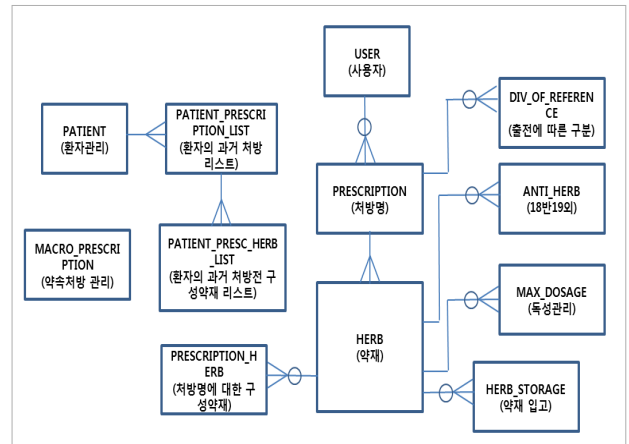 USER
(사용자)
DIV_OF_REFEREN
CE
(출전에 따른 구분)
PATIENT
(환자관리)
PATIENT_PRESCRI
PTION_LIST
(환자의 과거 처방
리스트)
PRESCRIPTION
(처방명)
ANTI_HERB
(18반19외)
MACRO_PRESCRI
PTION
(약속처방 관리)
PATIENT_PRESC_HERB
_LIST
(환자의 과거 처방전 구
성약재 리스트)
MAX_DOSAGE
(독성관리)
HERB
(약재)
PRESCRIPTION_H
ERB
(처방명에 대한 구
성약재)
HERB_STORAGE
(약재 입고)